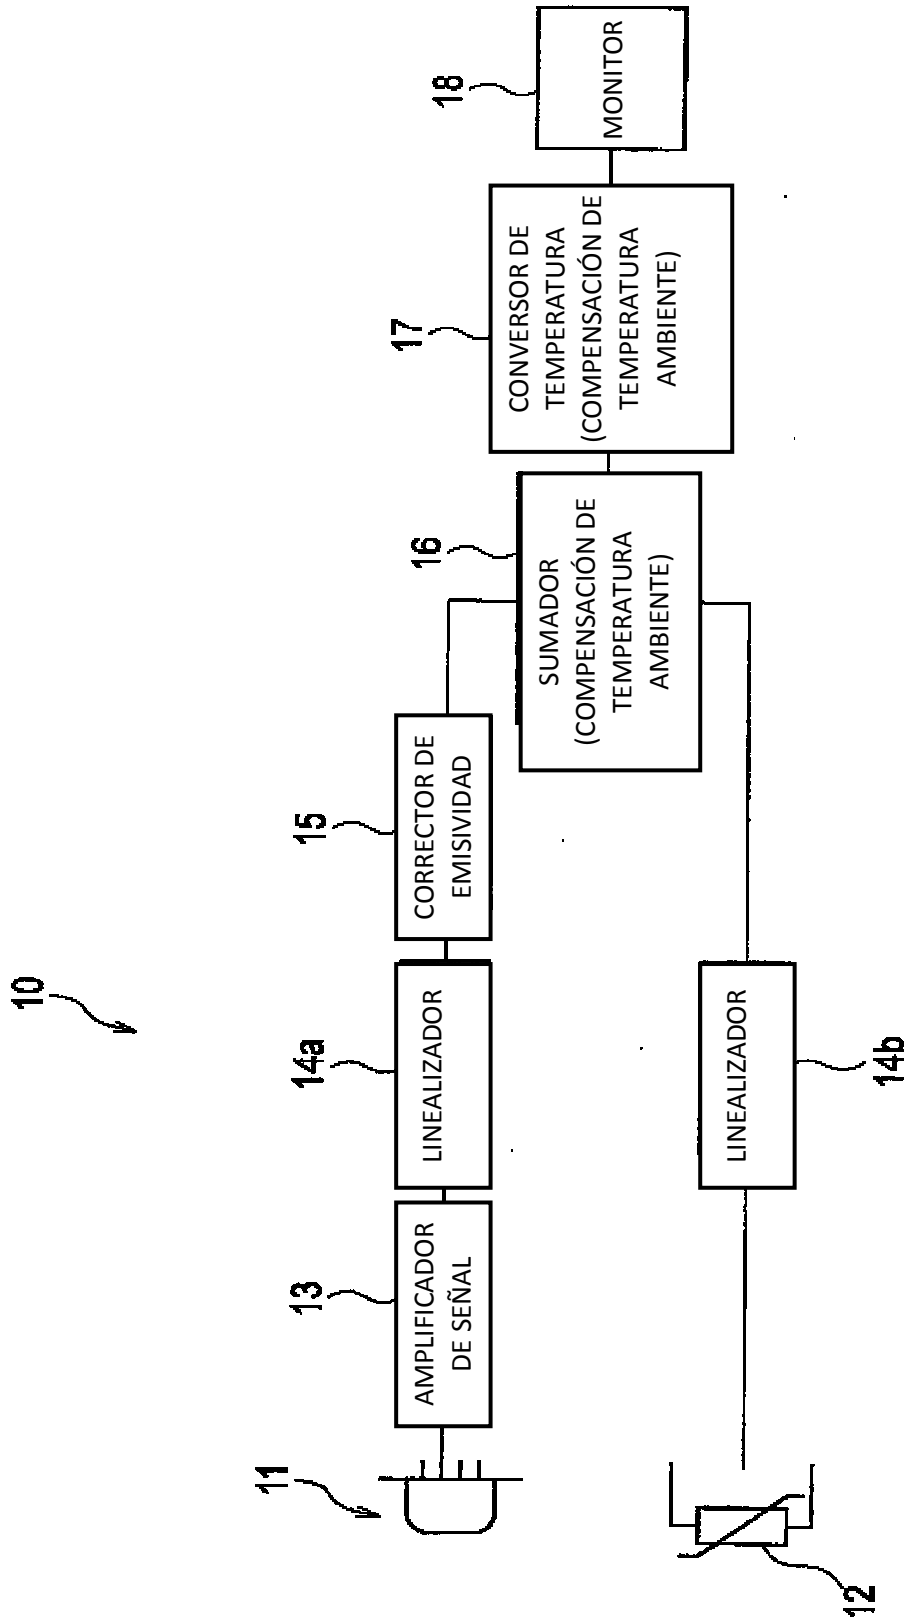 10
11
13
AMPLIFICADOR
DE SEÑAL
14a
LINEALIZADOR
15
CORRECTOR DE
EMISIVIDAD
16
SUMADOR
(COMPENSACIÓN DE
TEMPERATURA
AMBIENTE)
17
CONVERSOR DE
TEMPERATURA
(COMPENSACIÓN DE
TEMPERATURA
AMBIENTE)
18
MONITOR
12
LINEALIZADOR
14b